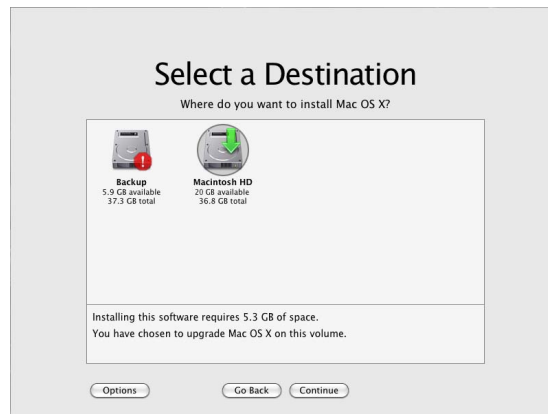 Select a Destination
Where do you want to install Mac OS X?
Backup
5.9 GB available
37.3 GB total
Macintosh HD
20 GB available
36.8 GB total
Installing this software requires 5.3 GB of space.
You have chosen to upgrade Mac OS X on this volume.
Options
Go Back
Continue